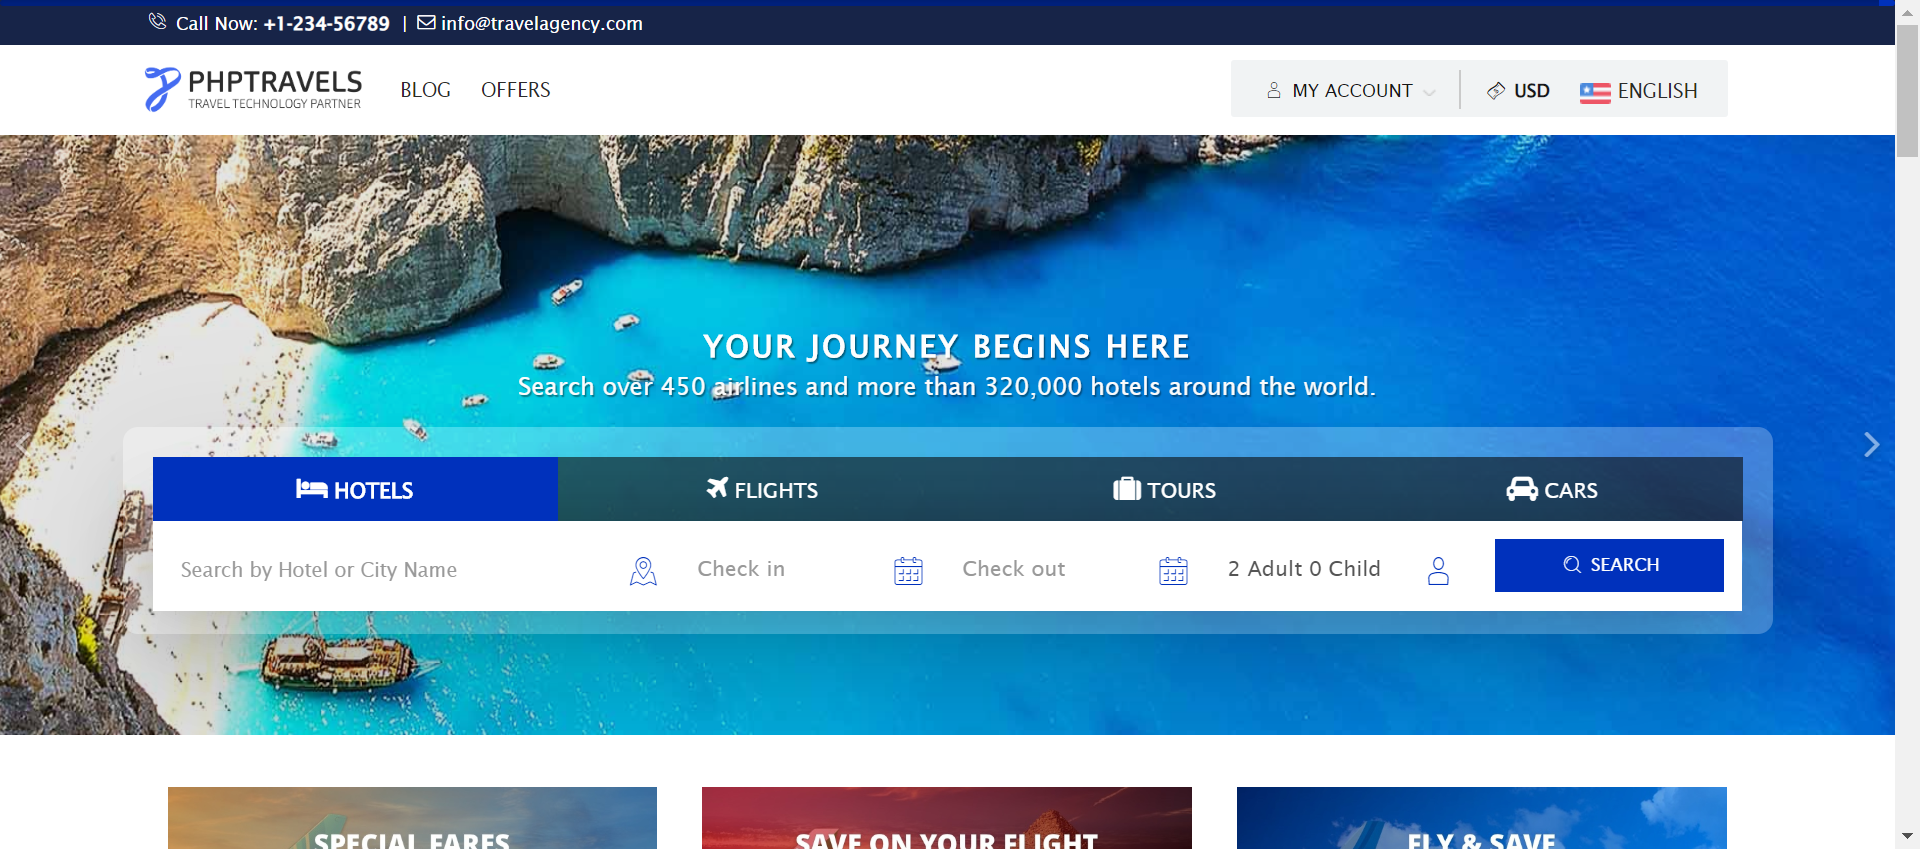 Call Now: +1-234-56789 | info@travelagency.com
PHPTRAVELS
TRAVEL TECHNOLOGY PARTNER
BLOG OFFERS
MY ACCOUNT USD ENGLISH
YOUR JOURNEY BEGINS HERE
Search over 450 airlines and more than 320,000 hotels around the world.
HOTELS FLIGHTS TOURS CARS
Search by Hotel or City Name Check in Check out 2 Adult 0 Child SEARCH
SPECIAL FARES SAVE ON YOUR FLIGHT FLY & SAVE